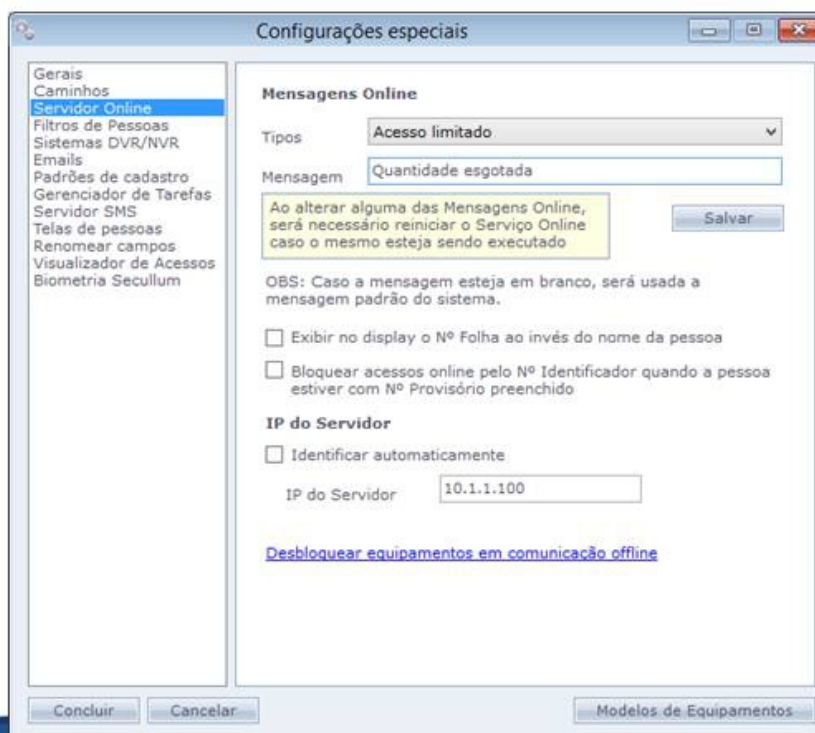 Configurações especiais
Gerais
Caminhos
Servidor Online
Filtros de Pessoas
Sistemas DVR/NVR
Emails
Padrões de cadastro
Gerenciador de Tarefas
Servidor SMS
Telas de pessoas
Renomear campos
Visualizador de Acessos
Biometria Secullum
Mensagens Online
Tipos
Acesso limitado
Mensagem
Quantidade esgotada
Ao alterar alguma das Mensagens Online,
será necessário reiniciar o Serviço Online
caso o mesmo esteja sendo executado
Salvar
OBS: Caso a mensagem esteja em branco, será usada a
mensagem padrão do sistema.
Exibir no display o Nº Folha ao invés do nome da pessoa
Bloquear acessos online pelo Nº Identificador quando a pessoa
estiver com Nº Provisório preenchido
IP do Servidor
Identificar automaticamente
IP do Servidor
10.1.1.100
Desbloquear equipamentos em comunicação offline
Concluir
Cancelar
Modelos de Equipamentos